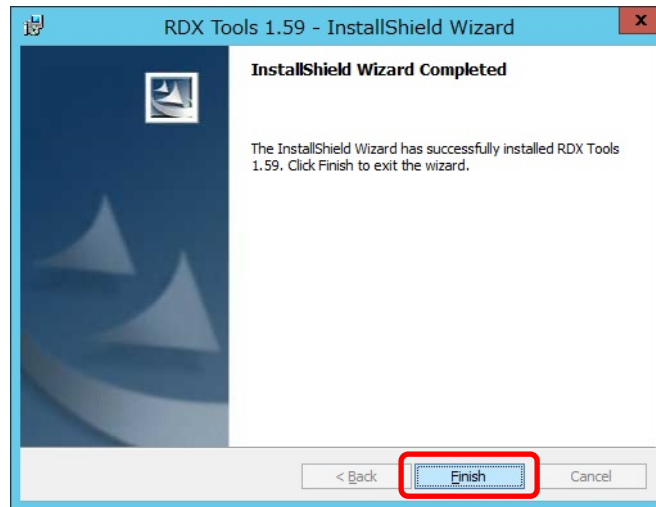 RDX Tools 1.59 - InstallShield Wizard
x
InstallShield Wizard Completed
The InstallShield Wizard has successfully installed RDX Tools
1.59. Click Finish to exit the wizard.
< Back Finish Cancel